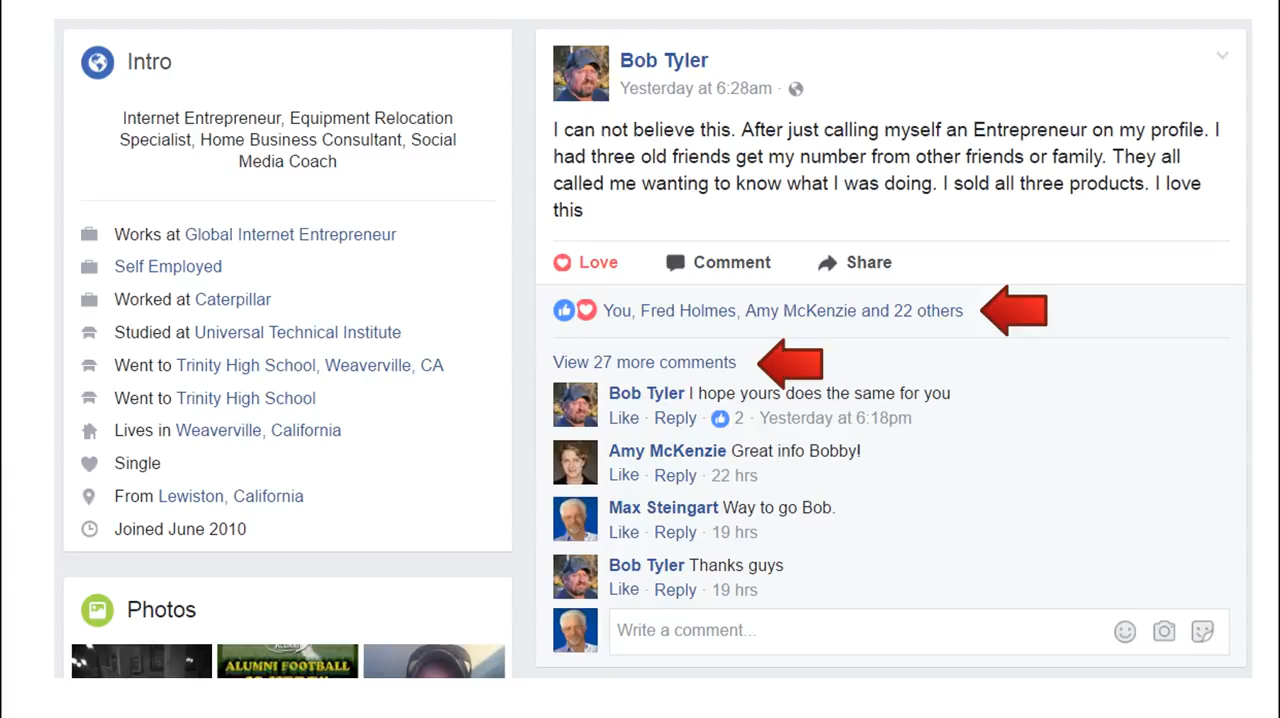 Intro
Internet Entrepreneur, Equipment Relocation
Specialist, Home Business Consultant, Social
Media Coach
Works at Global Internet Entrepreneur
Self Employed
Worked at Caterpillar
Studied at Universal Technical Institute
Went to Trinity High School, Weaverville, CA
Went to Trinity High School
Lives in Weaverville, California
Single
From Lewiston, California
Joined June 2010
Photos
ALUMNI FOOTBALL
Bob Tyler
Yesterday at 6:28am ·
I can not believe this. After just calling myself an Entrepreneur on my profile. I
had three old friends get my number from other friends or family. They all
called me wanting to know what I was doing. I sold all three products. I love
this
Love Comment Share
You, Fred Holmes, Amy McKenzie and 22 others
View 27 more comments
Bob Tyler I hope yours does the same for you
Like · Reply · 2 · Yesterday at 6:18pm
Amy McKenzie Great info Bobby!
Like · Reply · 22 hrs
Max Steingart Way to go Bob.
Like · Reply · 19 hrs
Bob Tyler Thanks guys
Like · Reply · 19 hrs
Write a comment...